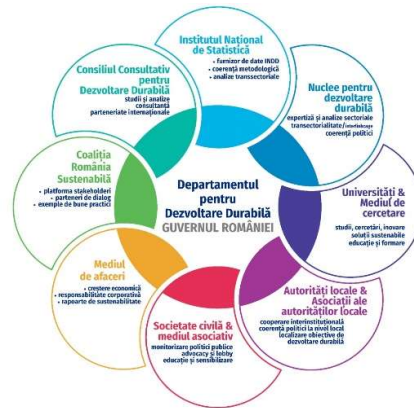 Institutul Național
de Statistică
• furnizor de date INDD
• coerență metodologică
• analize transsectoriale
Nuclee pentru
dezvoltare
durabilă
expertiză și analize sectoriale
transectorialitate/interlinkage
coerență politici
Universități &
Mediul de
cercetare
studii, cercetări, inovare
soluții sustenabile
educație și formare
Autorități locale &
Asociații ale
autorităților locale
cooperare interinstituțională
coerență politici la nivel local
localizare obiective de
dezvoltare durabilă
Societate civilă &
mediul asociativ
monitorizare politici publice
advocacy și lobby
educație și sensibilizare
Mediul
de afaceri
• creștere economică
• responsabilitate corporativă
• rapoarte de sustenabilitate
Coaliția
România
Sustenabilă
• platforma stakeholderi
• parteneri de dialog
• exemple de bune practici
Consiliul Consultativ
pentru
Dezvoltare Durabilă
studii și analize
consultanță
parteneriate internaționale
Departamentul
pentru
Dezvoltare Durabilă
GUVERNUL ROMÂNIEI